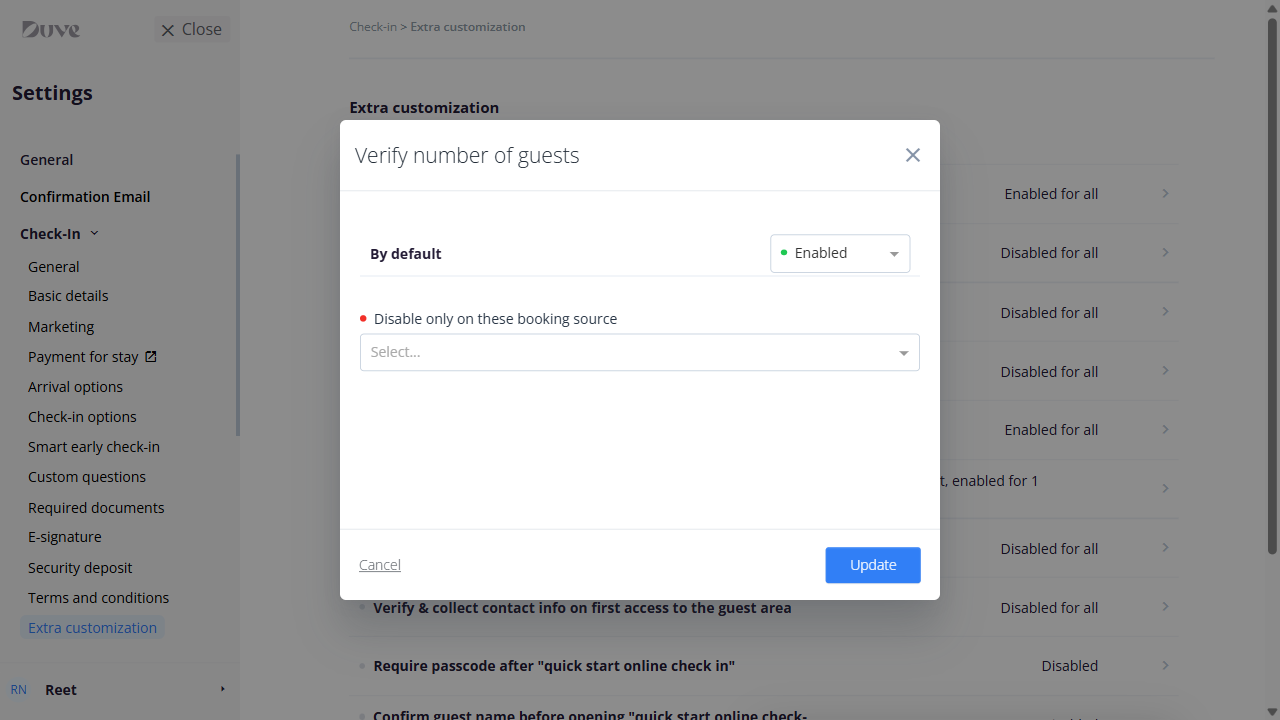 Duve
Close
Settings
General
Confirmation Email
Check-In
General
Basic details
Marketing
Payment for stay
Arrival options
Check-in options
Smart early check-in
Custom questions
Required documents
E-signature
Security deposit
Terms and conditions
Extra customization
RN Reet
Check-in > Extra customization
Extra customization
Verify number of guests
By default
Enabled
Disable only on these booking source
Select...
Cancel
Update
Enabled for all
Disabled for all
Disabled for all
Disabled for all
Enabled for all
t, enabled for 1
Disabled for all
Verify & collect contact info on first access to the guest area
Disabled for all
Require passcode after "quick start online check in"
Disabled
Confirm guest name before opening "quick start online check-